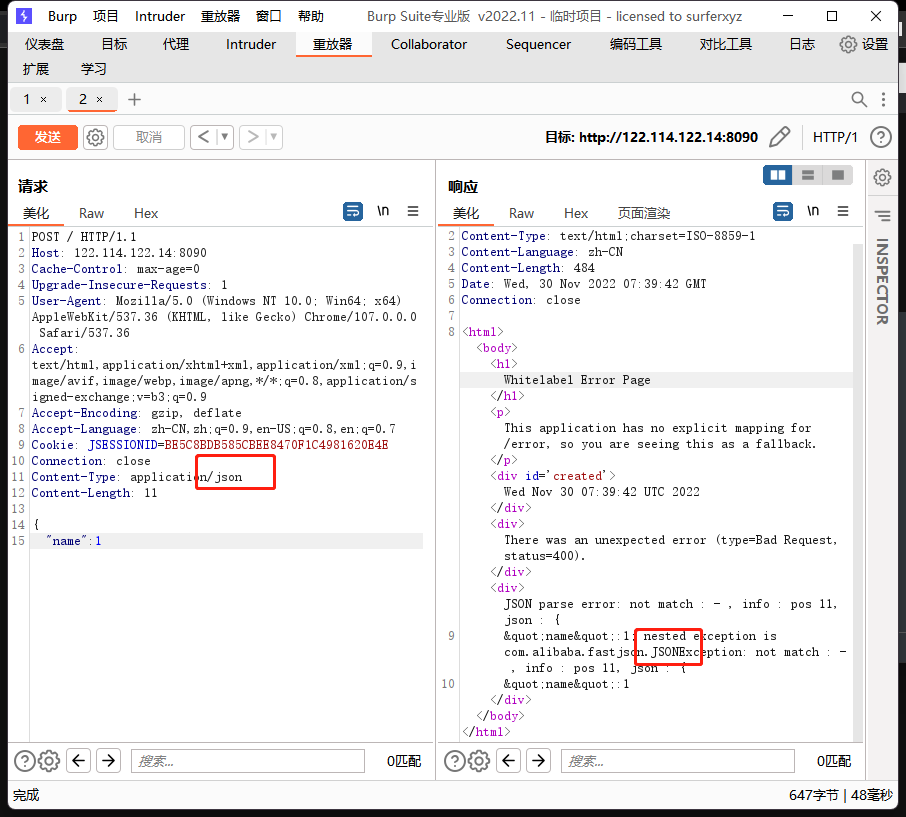 Burp 项目 Intruder 重放器 窗口 帮助 Burp Suite专业版 v2022.11 - 临时项目 - licensed to surferxyz
仪表盘 目标 代理 Intruder 重放器 Collaborator Sequencer 编码工具 对比工具 日志 设置
扩展 学习
1 × 2 × +
发送 取消 < ▼ > ▼ 目标: http://122.114.122.14:8090 HTTP/1 ?
请求
美化 Raw Hex \n
1 POST / HTTP/1.1
2 Host: 122.114.122.14:8090
3 Cache-Control: max-age=0
4 Upgrade-Insecure-Requests: 1
5 User-Agent: Mozilla/5.0 (Windows NT 10.0; Win64; x64)
AppleWebKit/537.36 (KHTML, like Gecko) Chrome/107.0.0.0
Safari/537.36
6 Accept:
text/html,application/xhtml+xml,application/xml;q=0.9,i
mage/avif,image/webp,image/apng,*/*;q=0.8,application/s
igned-exchange;v=b3;q=0.9
7 Accept-Encoding: gzip, deflate
8 Accept-Language: zh-CN,zh;q=0.9,en-US;q=0.8,en;q=0.7
9 Cookie: JSESSIONID=BE5C8BDB585CBEE8470F1C4981620E4E
10 Connection: close
11 Content-Type: application/json
12 Content-Length: 11
13
14 {
15 "name":1
响应
美化 Raw Hex 页面渲染 \n
2 Content-Type: text/html;charset=ISO-8859-1
3 Content-Language: zh-CN
4 Content-Length: 484
5 Date: Wed, 30 Nov 2022 07:39:42 GMT
6 Connection: close
7
8 <html>
<body>
<h1>
Whitelabel Error Page
</h1>
<p>
This application has no explicit mapping for
/error, so you are seeing this as a fallback.
</p>
<div id='created'>
Wed Nov 30 07:39:42 UTC 2022
</div>
<div>
There was an unexpected error (type=Bad Request,
status=400).
</div>
<div>
JSON parse error: not match : - , info : pos 11,
json : {
9 &quot;name&quot;:1; nested exception is
com.alibaba.fastjson.JSONException: not match : -
, info : pos 11, json : {
10 &quot;name&quot;:1
</div>
</body>
</html>
INSPECTOR
? 搜索... 0匹配
? 搜索... 0匹配
完成 647字节 | 48毫秒